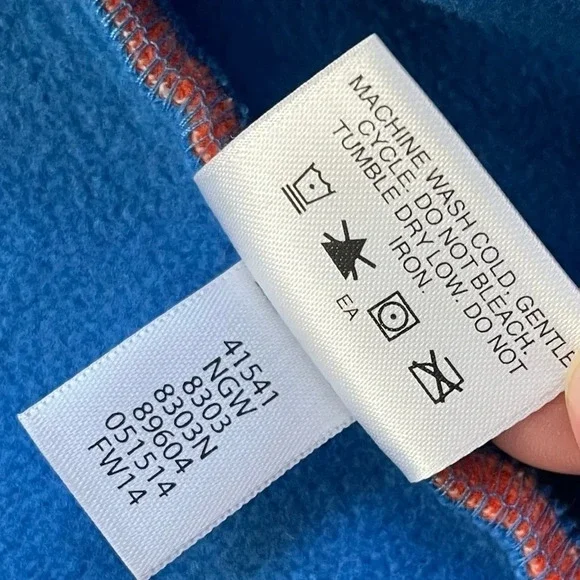 MACHINE WASH COLD. GENTLE
CYCLE. DO NOT BLEACH.
TUMBLE DRY LOW. DO NOT
IRON.
EA
41541
NGW
8303
8303N
89604
051514
FW14